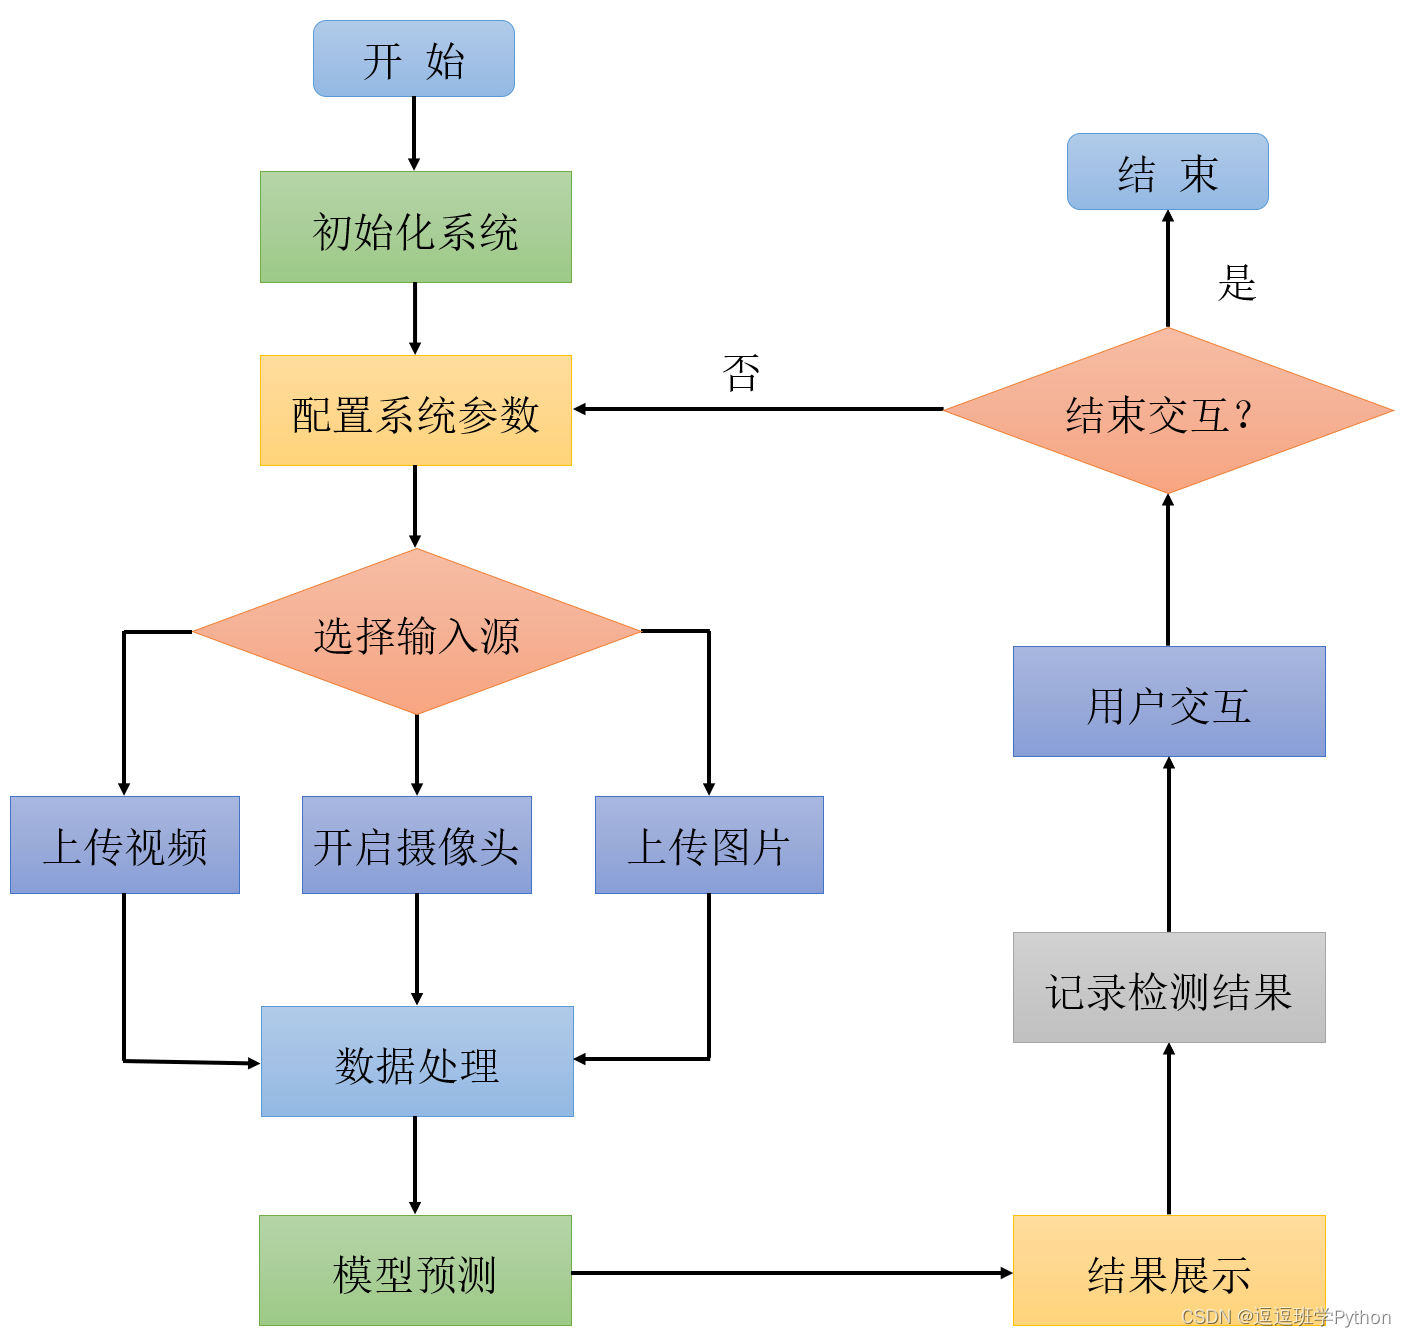 开 始
初始化系统
配置系统参数
选择输入源
上传视频
开启摄像头
上传图片
数据处理
模型预测
结果展示
记录检测结果
用户交互
结束交互？
否
是
结 束
CSDN @逗逗班学Python